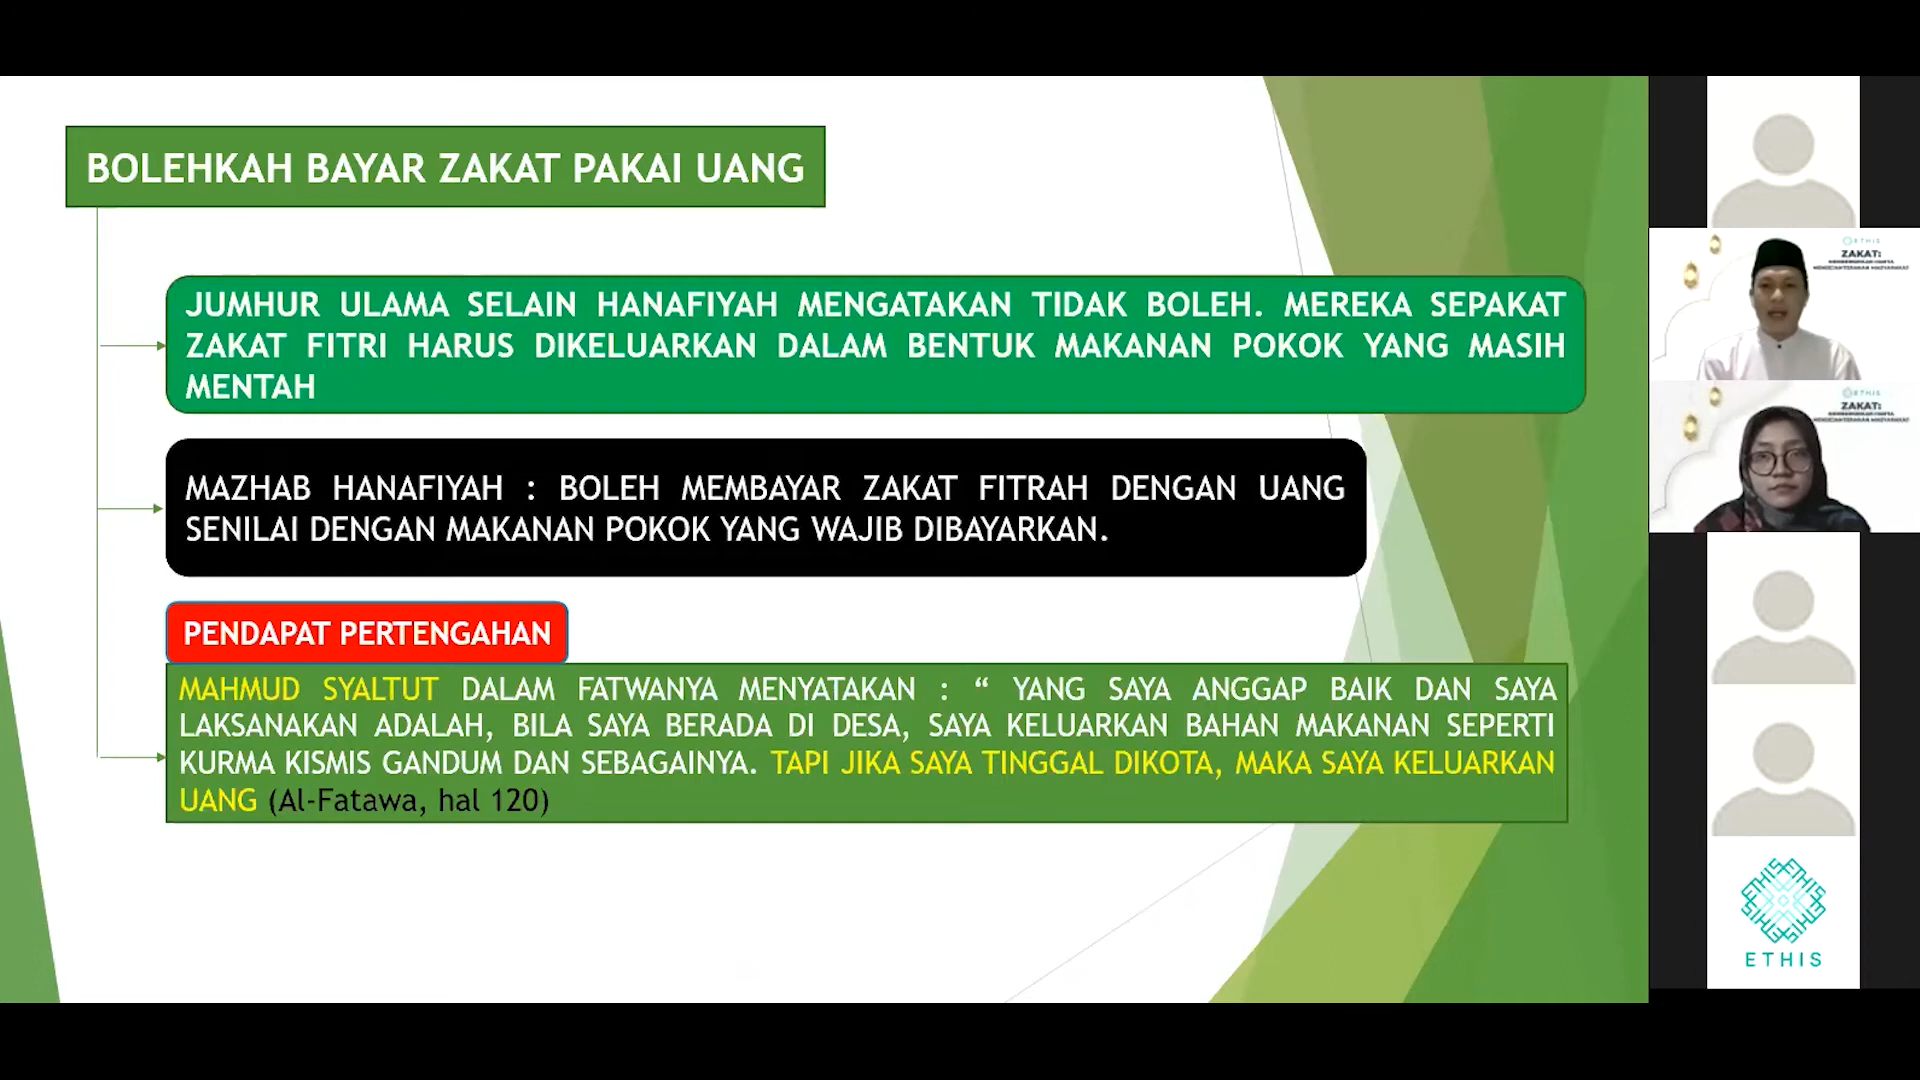 BOLEHKAH BAYAR ZAKAT PAKAI UANG
JUMHUR ULAMA SELAIN HANAFIYAH MENGATAKAN TIDAK BOLEH. MEREKA SEPAKAT
ZAKAT FITRI HARUS DIKELUARKAN DALAM BENTUK MAKANAN POKOK YANG MASIH
MENTAH
MAZHAB HANAFIYAH : BOLEH MEMBAYAR ZAKAT FITRAH DENGAN UANG
SENILAI DENGAN MAKANAN POKOK YANG WAJIB DIBAYARKAN.
PENDAPAT PERTENGAHAN
MAHMUD SYALTUT DALAM FATWANYA MENYATAKAN : “ YANG SAYA ANGGAP BAIK DAN SAYA
LAKSANAKAN ADALAH, BILA SAYA BERADA DI DESA, SAYA KELUARKAN BAHAN MAKANAN SEPERTI
KURMA KISMIS GANDUM DAN SEBAGAINYA. TAPI JIKA SAYA TINGGAL DIKOTA, MAKA SAYA KELUARKAN
UANG (Al-Fatawa, hal 120)
ETHIS
ZAKAT:
ETHIS
ZAKAT:
ETHIS